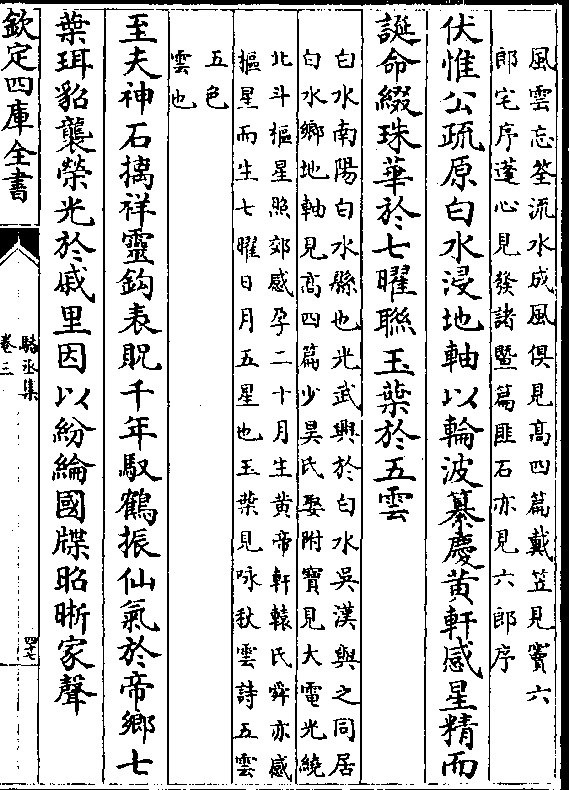 風雲忘筌流水成風俱見髙四篇戴笠見竇六
郎宅序蓬心見發諸暨篇匪石亦見六郎序
伏惟公疏原白水浸地軸以輪波纂慶黄軒感星精而
誕命綴珠華於七曜聯玉葉於五雲
白水南陽白水縣也光武興於白水吳漢與之同居
白水鄉地軸見髙四篇少昊氏娶附寶見大電光繞
北斗樞星照郊感孕二十月生黄帝軒轅氏舜亦感
樞星而生七曜日月五星也玉葉見咏秋雲詩五雲
五色
雲也
至夫神石摛祥靈鈎表貺千年馭鶴振仙氣於帝鄉七
葉珥貂襲榮光於戚里因以紛綸國牒昭晣家聲
欽定四庫全書
駱丞集
卷三
四十七